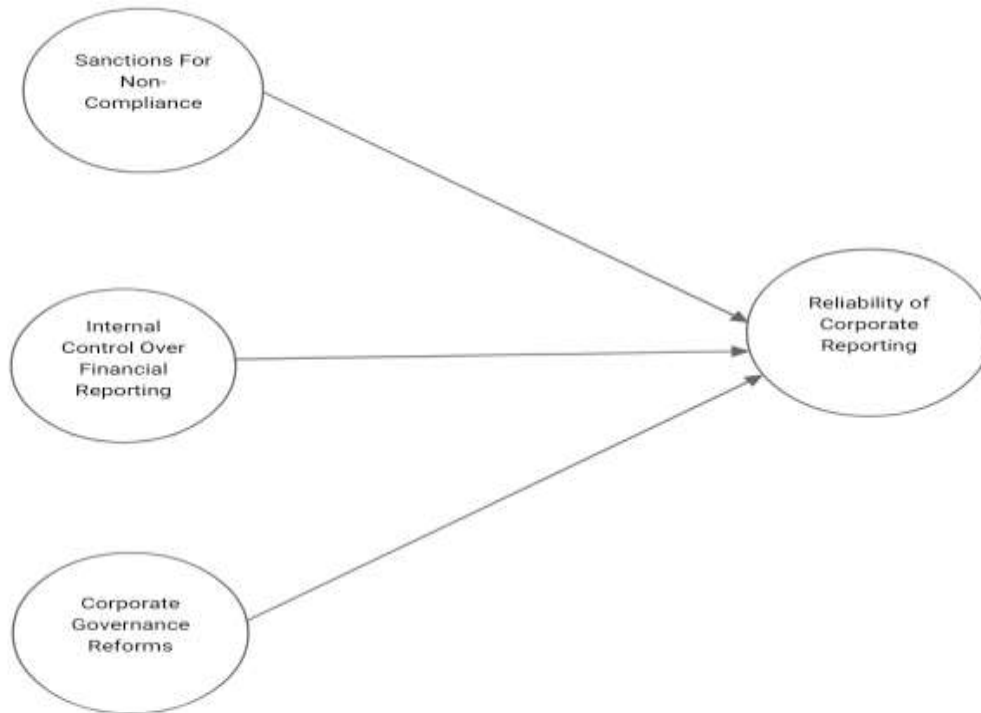 Sanctions For
Non-
Compliance
Internal
Control Over
Financial
Reporting
Reliability of
Corporate
Reporting
Corporate
Governance
Reforms